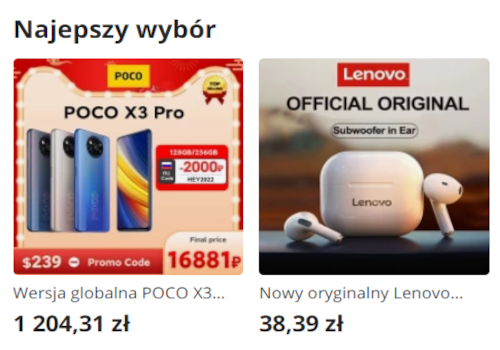 Najepszy wybór
POCO
TOP
POCO X3 Pro
128GB/256GB
-2000₽
Code
HEY2022
Final price
$239 Promo Code 16881₽
Wersja globalna POCO X3...
1 204,31 zł
Lenovo
OFFICIAL ORIGINAL
Subwoofer in Ear
Lenovo
Nowy oryginalny Lenovo...
38,39 zł